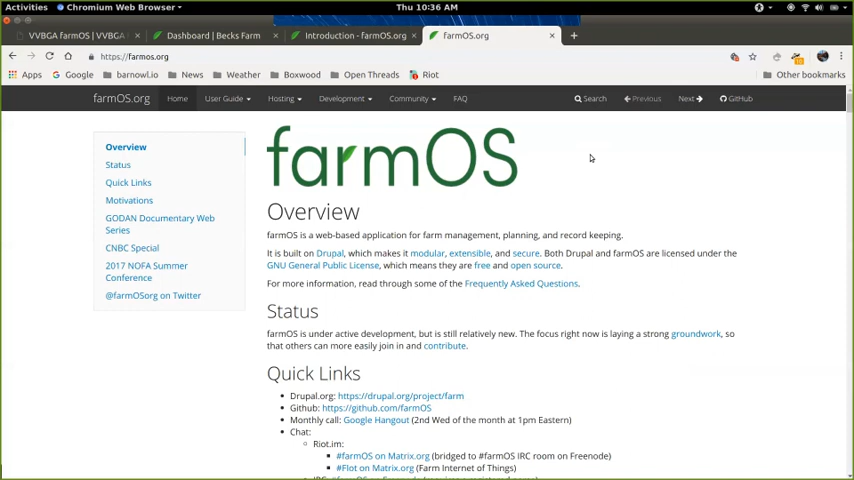 Activities
Chromium Web Browser
Thu 10:36 AM
VVBGA farmOS | VVBGA
Dashboard | Becks Farm
Introduction - farmOS.org
farmOS.org
https://farmos.org
Apps
Google
barnowl.io
News
Weather
Boxwood
Open Threads
Riot
Other bookmarks
farmOS.org
Home
User Guide
Hosting
Development
Community
FAQ
Search
Previous
Next
GitHub
Overview
Status
Quick Links
Motivations
GODAN Documentary Web
Series
CNBC Special
2017 NOFA Summer
Conference
@farmOSorg on Twitter
farmOS
Overview
farmOS is a web-based application for farm management, planning, and record keeping.
It is built on Drupal, which makes it modular, extensible, and secure. Both Drupal and farmOS are licensed under the
GNU General Public License, which means they are free and open source.
For more information, read through some of the Frequently Asked Questions.
Status
farmOS is under active development, but is still relatively new. The focus right now is laying a strong groundwork, so
that others can more easily join in and contribute.
Quick Links
Drupal.org: https://drupal.org/project/farm
Github: https://github.com/farmOS
Monthly call: Google Hangout (2nd Wed of the month at 1pm Eastern)
Chat:
Riot.im:
#farmOS on Matrix.org (bridged to #farmOS IRC room on Freenode)
#Flot on Matrix.org (Farm Internet of Things)